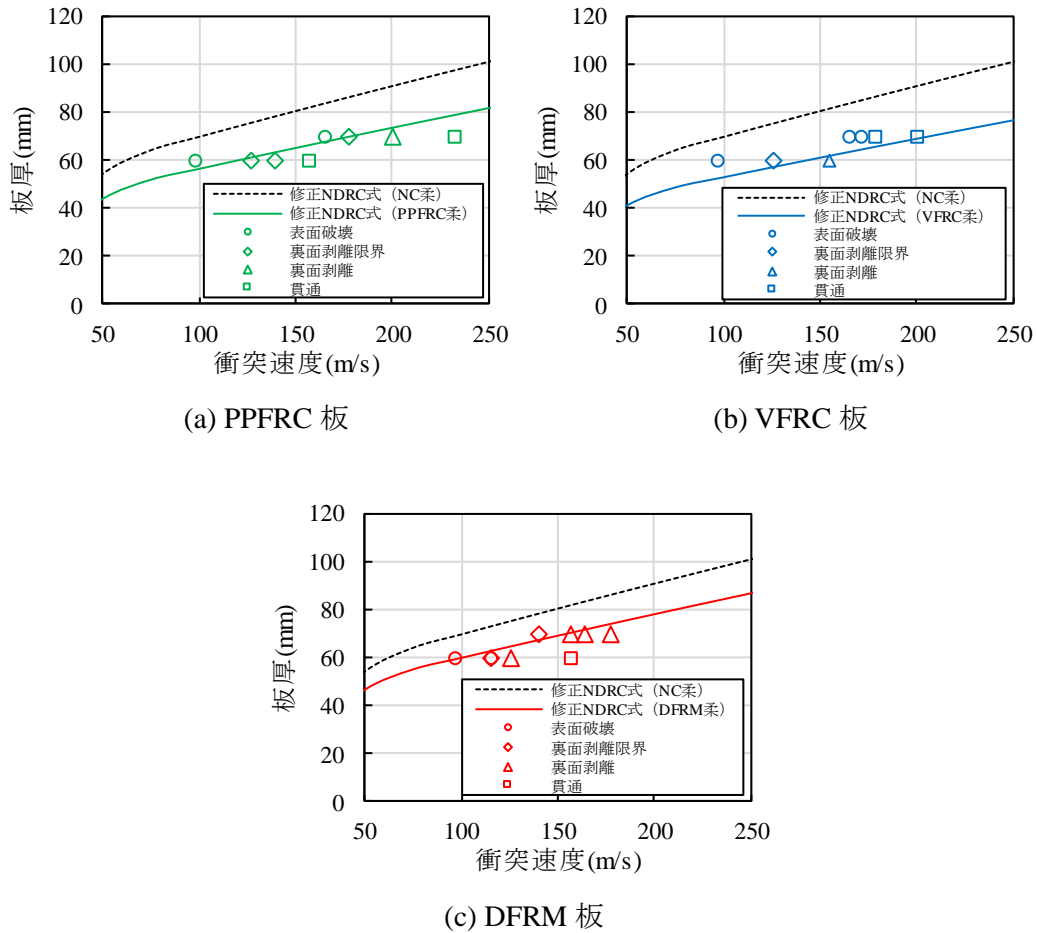 120
100
80
60
40
20
0
板厚(mm)
修正NDRC式（NC柔）
修正NDRC式（PPFRC柔）
表面破壊
裏面剥離限界
裏面剥離
貫通
50 100 150 200 250
衝突速度(m/s)
(a) PPFRC 板
120
100
80
60
40
20
0
板厚(mm)
修正NDRC式（NC柔）
修正NDRC式（VFRC柔）
表面破壊
裏面剥離限界
裏面剥離
貫通
50 100 150 200 250
衝突速度(m/s)
(b) VFRC 板
120
100
80
60
40
20
0
板厚(mm)
修正NDRC式（NC柔）
修正NDRC式（DFRM柔）
表面破壊
裏面剥離限界
裏面剥離
貫通
50 100 150 200 250
衝突速度(m/s)
(c) DFRM 板